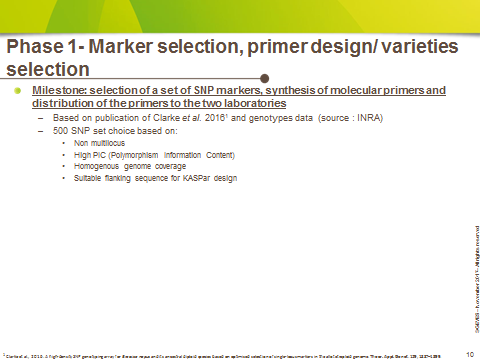 Phase 1- Marker selection, primer design/ varieties
selection
Milestone: selection of a set of SNP markers, synthesis of molecular primers and
distribution of the primers to the two laboratories
– Based on publication of Clarke et al. 2016¹ and genotypes data (source : INRA)
– 500 SNP set choice based on:
• Non multilocus
• High PIC (Polymorphism Information Content)
• Homogenous genome coverage
• Suitable flanking sequence for KASPar design
November 201 - All rights reserved
¹ Clarke et al., 2016. A high-density SNP genotyping array for Brassica napus and its ancestral diploid species based on optimised selection of single-locus markers in the allotetraploid genome. Theor. Appl. Genet. 129, 1887–1899
10